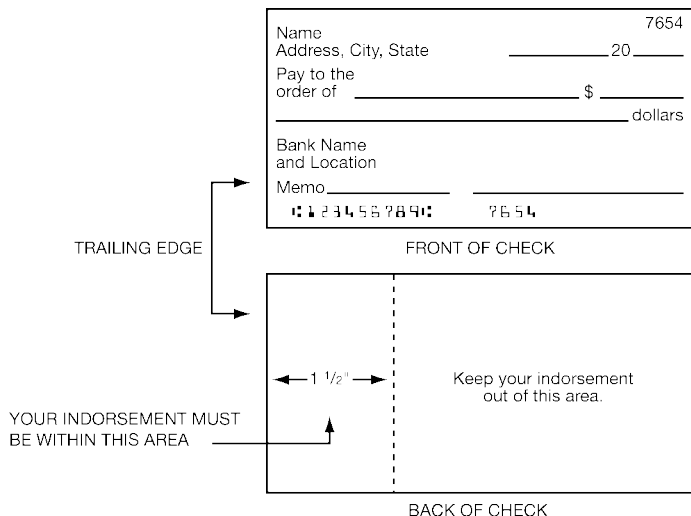 7654
Name
Address, City, State 20
Pay to the
order of $
dollars
Bank Name
and Location
Memo
⑆123456789⑆ 7654
TRAILING EDGE
FRONT OF CHECK
1 1/2"
Keep your indorsement
out of this area.
YOUR INDORSEMENT MUST
BE WITHIN THIS AREA
BACK OF CHECK